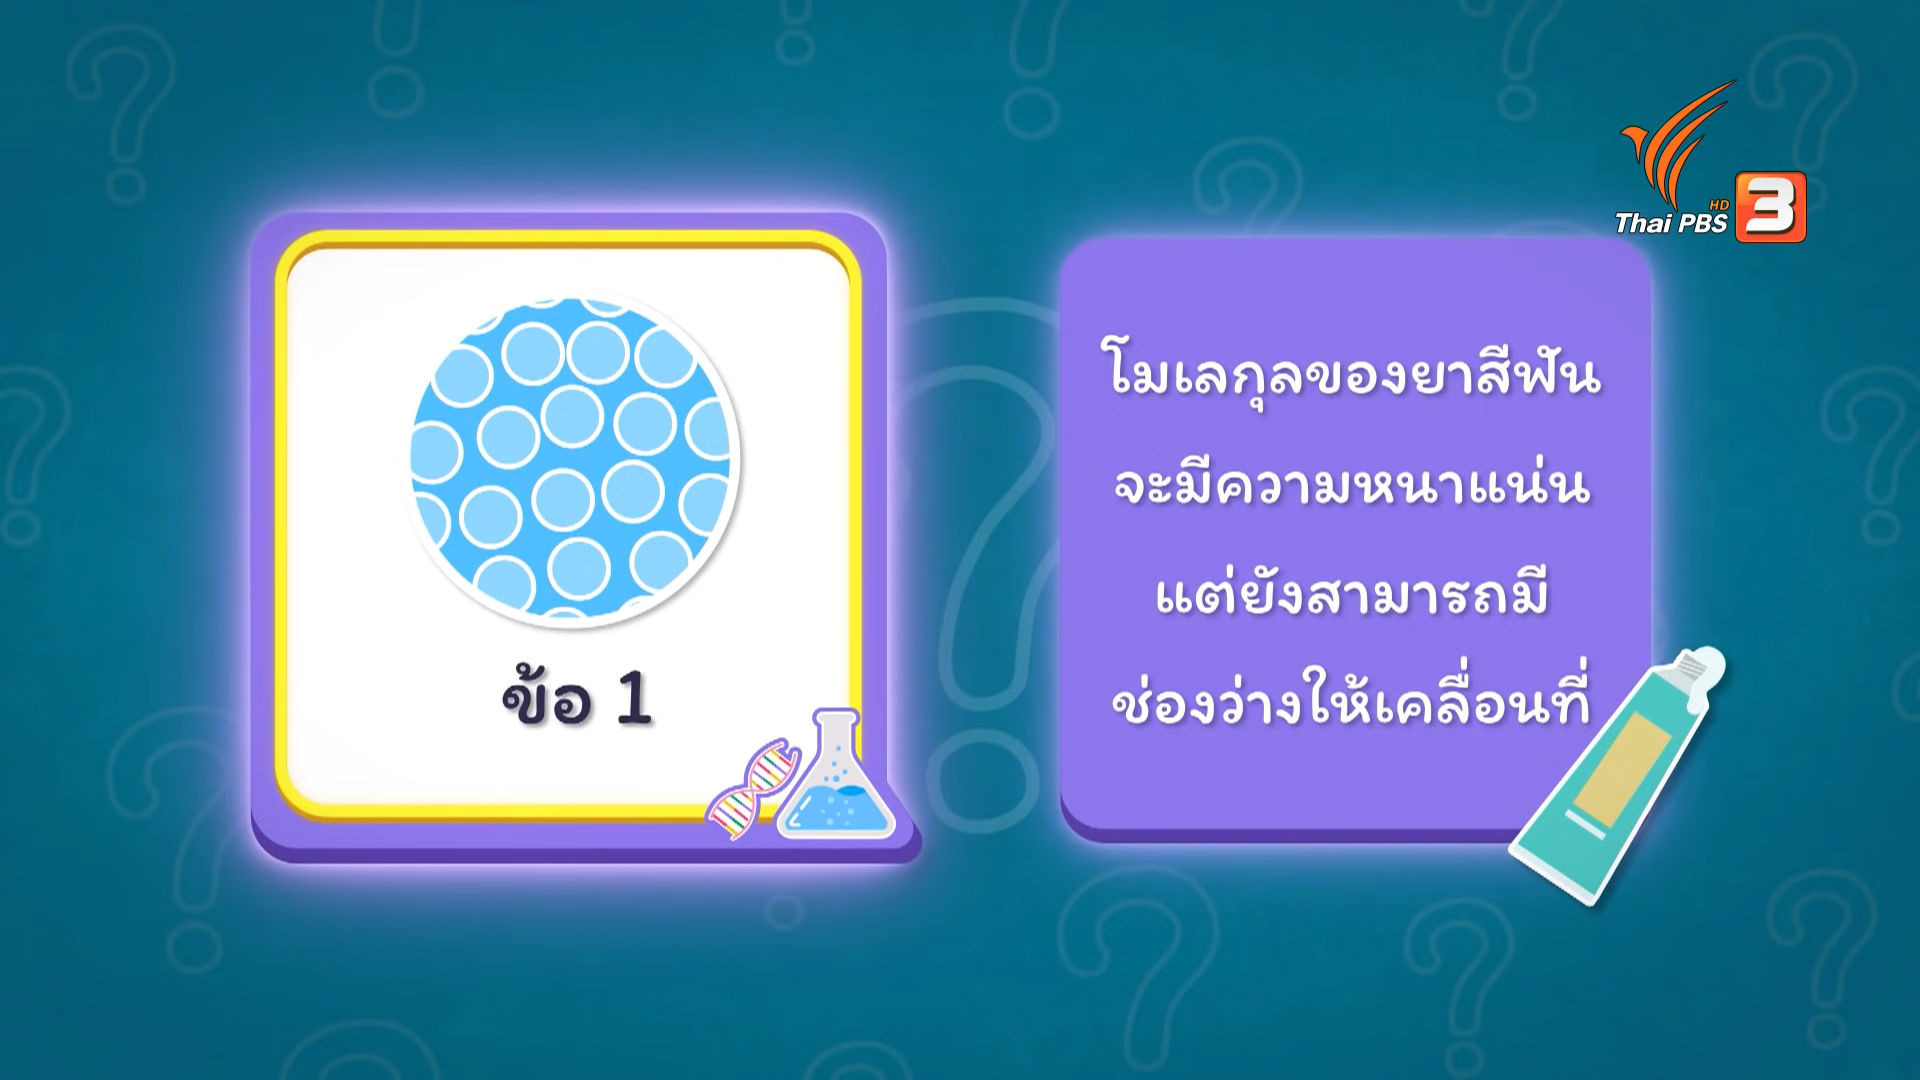 HD
Thai PBS 3
โมเลกุลของยาสีฟัน
จะมีความหนาแน่น
แต่ยังสามารถมี
ช่องว่างให้เคลื่อนที่
ข้อ 1